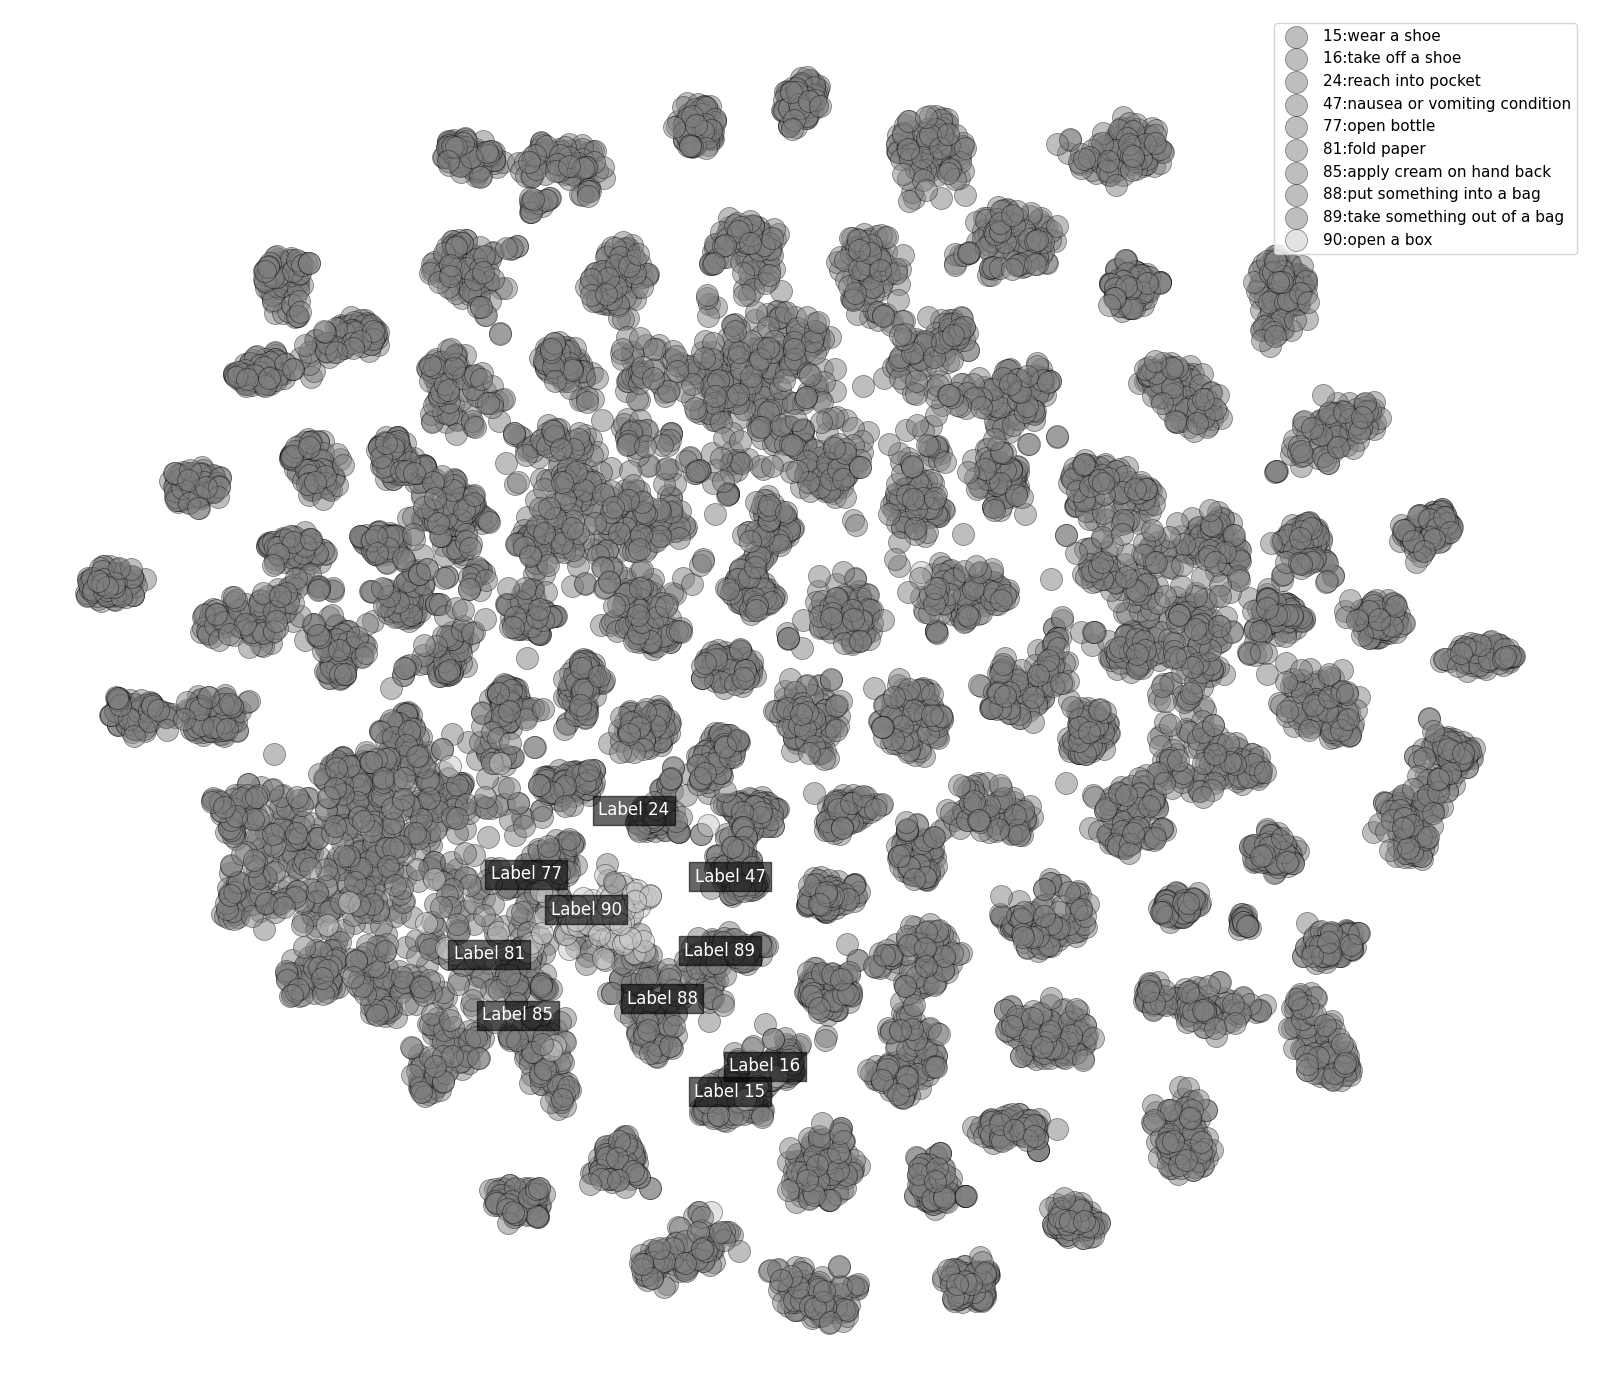 15:wear a shoe
16:take off a shoe
24:reach into pocket
47:nausea or vomiting condition
77:open bottle
81:fold paper
85:apply cream on hand back
88:put something into a bag
89:take something out of a bag
90:open a box
Label 24
Label 77
Label 47
Label 90
Label 81
Label 89
Label 88
Label 85
Label 16
Label 15